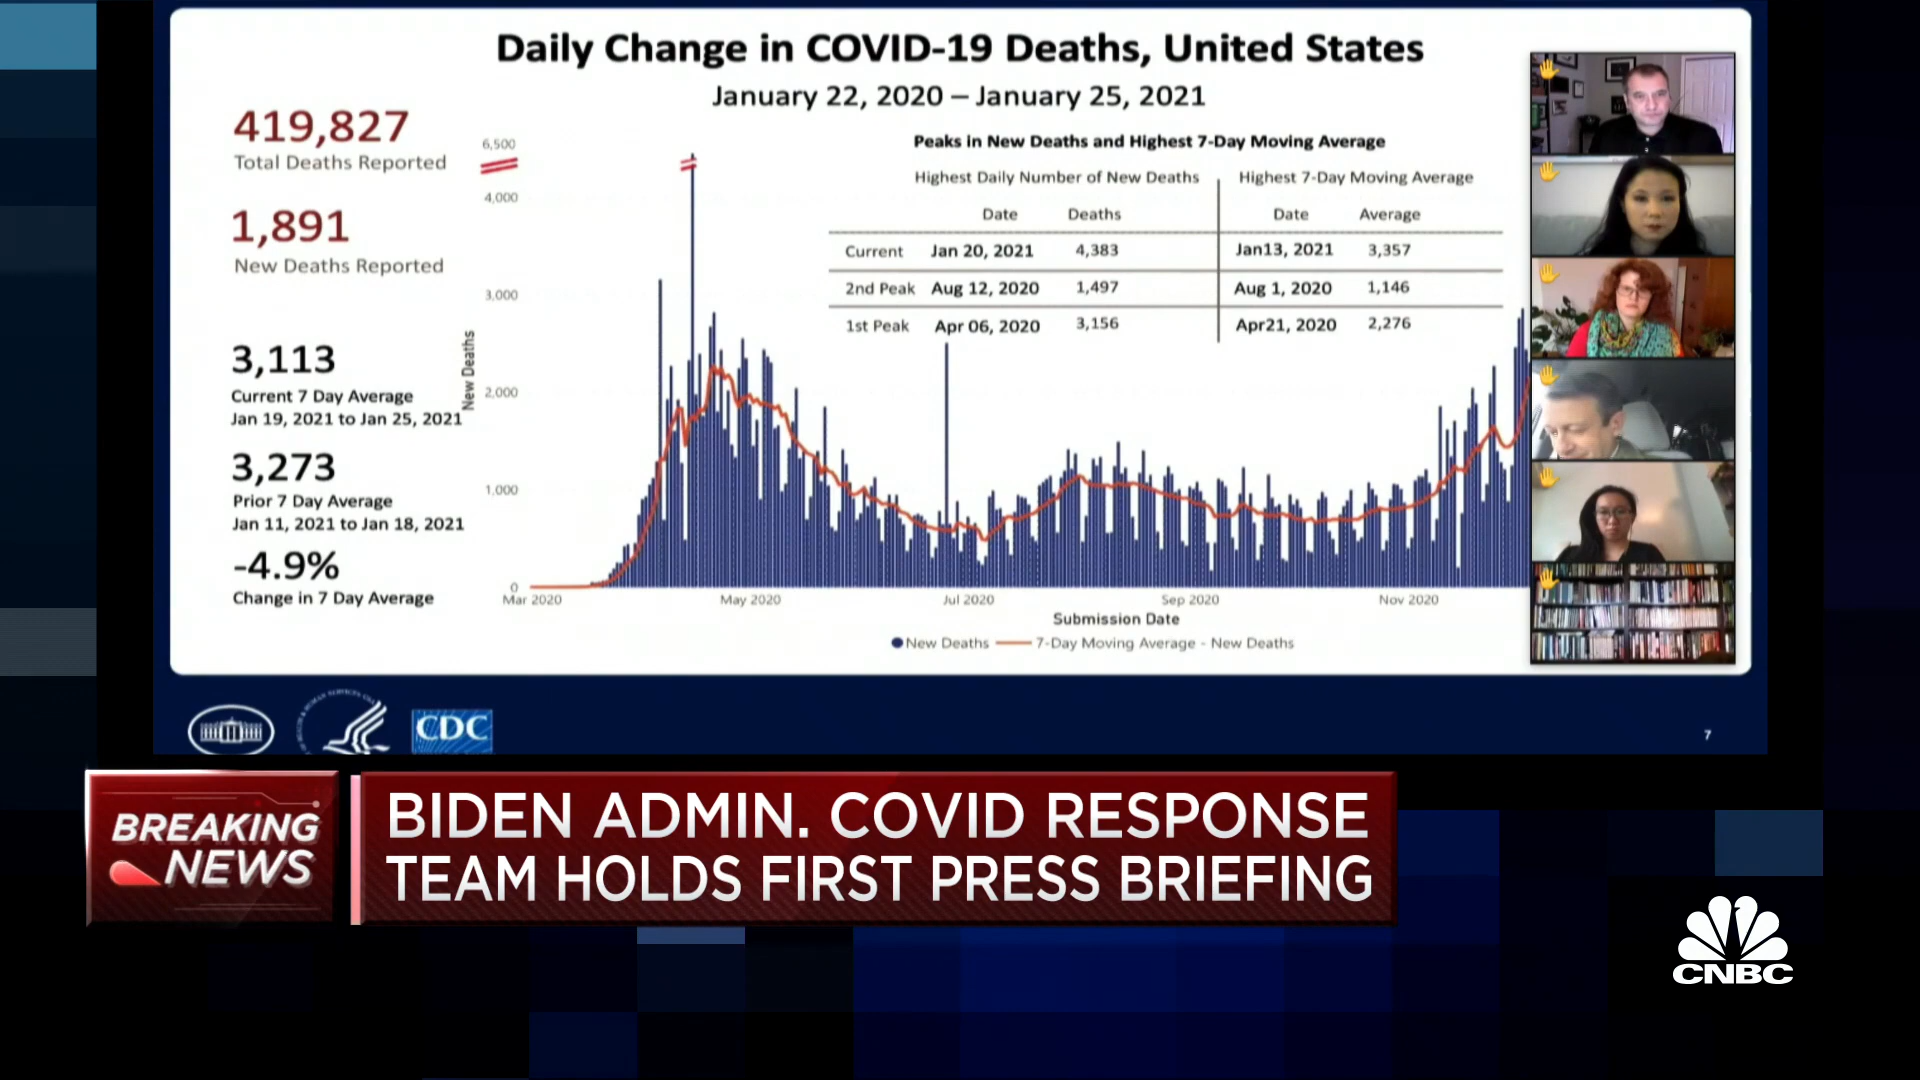 Daily Change in COVID-19 Deaths, United States
January 22, 2020 – January 25, 2021
419,827
Total Deaths Reported
1,891
New Deaths Reported
3,113
Current 7 Day Average
Jan 19, 2021 to Jan 25, 2021
3,273
Prior 7 Day Average
Jan 11, 2021 to Jan 18, 2021
-4.9%
Change in 7 Day Average
Peaks in New Deaths and Highest 7-Day Moving Average
Highest Daily Number of New Deaths Highest 7-Day Moving Average
Date Deaths Date Average
Current Jan 20, 2021 4,383 Jan13, 2021 3,357
2nd Peak Aug 12, 2020 1,497 Aug 1, 2020 1,146
1st Peak Apr 06, 2020 3,156 Apr21, 2020 2,276
New Deaths
6,500
4,000
3,000
2,000
1,000
0
Mar 2020 May 2020 Jul 2020 Sep 2020 Nov 2020
Submission Date
New Deaths 7-Day Moving Average - New Deaths
CDC
7
BREAKING
NEWS
BIDEN ADMIN. COVID RESPONSE
TEAM HOLDS FIRST PRESS BRIEFING
CNBC